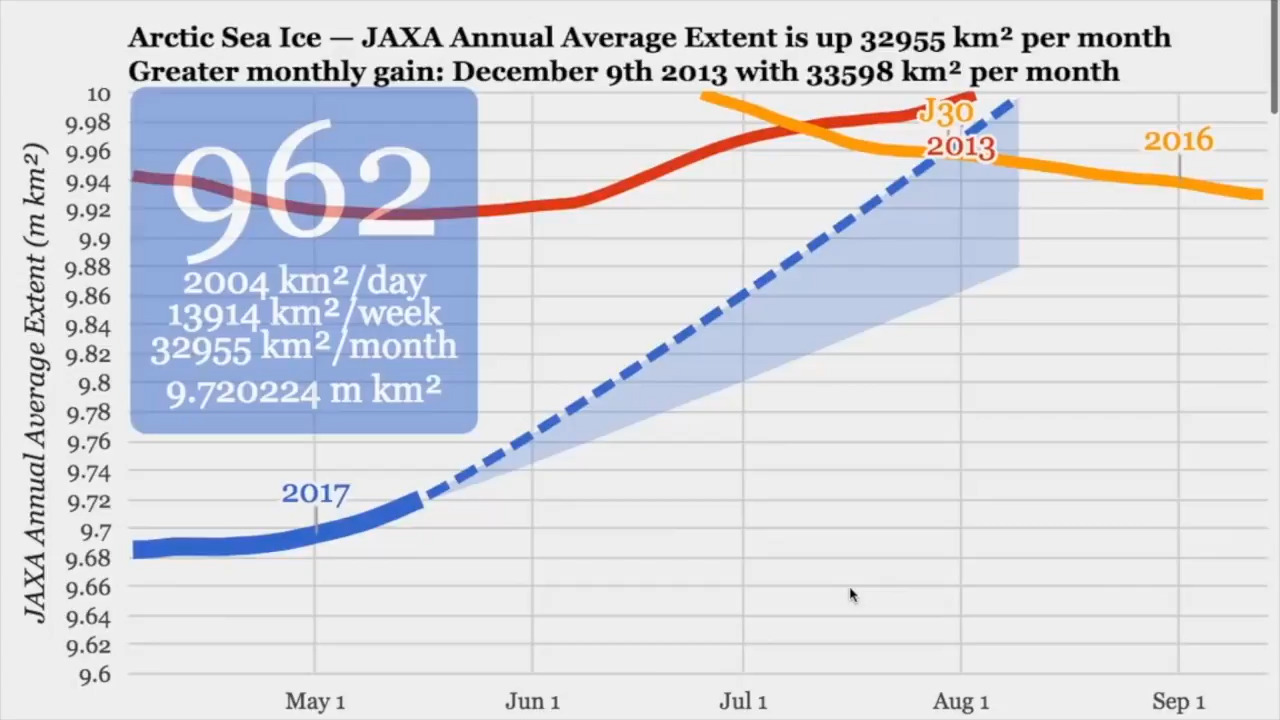 Arctic Sea Ice — JAXA Annual Average Extent is up 32955 km² per month
Greater monthly gain: December 9th 2013 with 33598 km² per month
JAXA Annual Average Extent (m km²)
10
9.98
9.96
9.94
9.92
9.9
9.88
9.86
9.84
9.82
9.8
9.78
9.76
9.74
9.72
9.7
9.68
9.66
9.64
9.62
9.6
962
2004 km²/day
13914 km²/week
32955 km²/month
9.720224 m km²
J30
2013
2016
2017
May 1
Jun 1
Jul 1
Aug 1
Sep 1